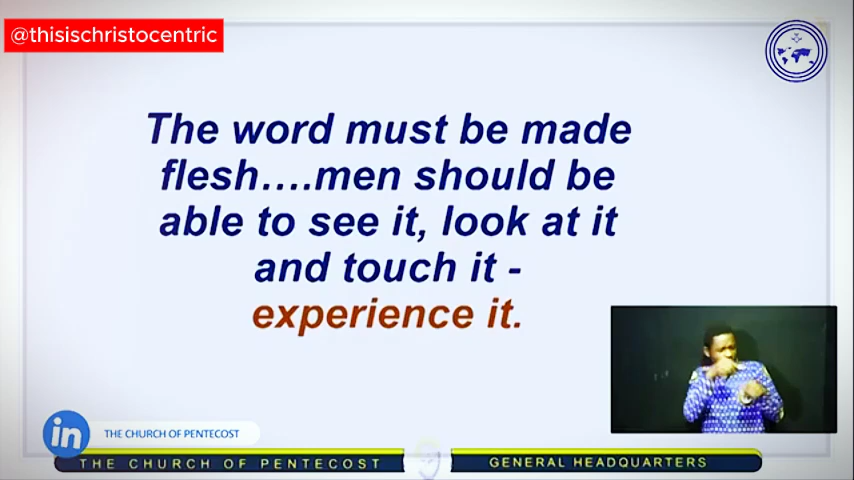 @thisischristocentric
The word must be made
flesh....men should be
able to see it, look at it
and touch it -
experience it.
in
THE CHURCH OF PENTECOST
THE CHURCH OF PENTECOST
GENERAL HEADQUARTERS